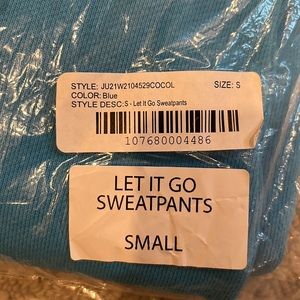 STYLE: JU21W2104529COCOL SIZE: S
COLOR: Blue
STYLE DESC:S - Let It Go Sweatpants
107680004486
LET IT GO
SWEATPANTS
SMALL